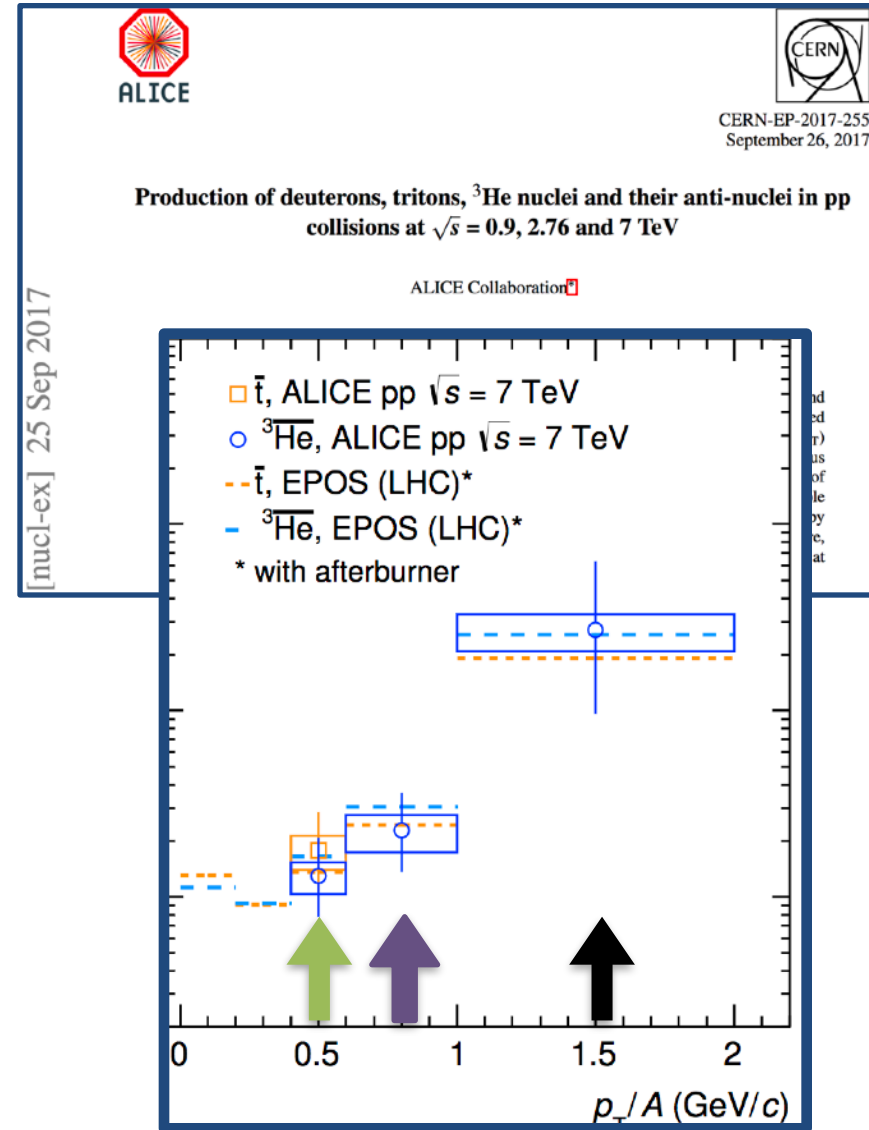 ALICE
CERN
CERN-EP-2017-255
September 26, 2017
Production of deuterons, tritons, ³He nuclei and their anti-nuclei in pp
collisions at √s = 0.9, 2.76 and 7 TeV
ALICE Collaboration*
[nucl-ex] 25 Sep 2017
t̅, ALICE pp √s = 7 TeV
³H̅e̅, ALICE pp √s = 7 TeV
t̅, EPOS (LHC)*
³H̅e̅, EPOS (LHC)*
* with afterburner
of
at
0 0.5 1 1.5 2
p_T/A (GeV/c)